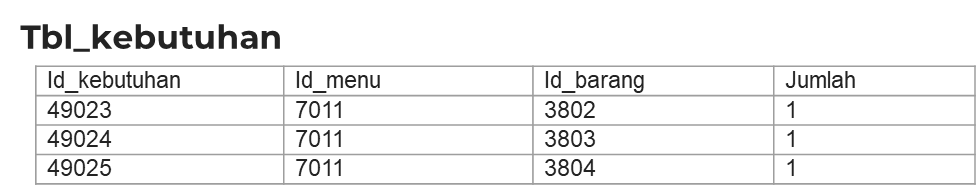 Tbl_kebutuhan
Id_kebutuhan Id_menu Id_barang Jumlah
49023 7011 3802 1
49024 7011 3803 1
49025 7011 3804 1